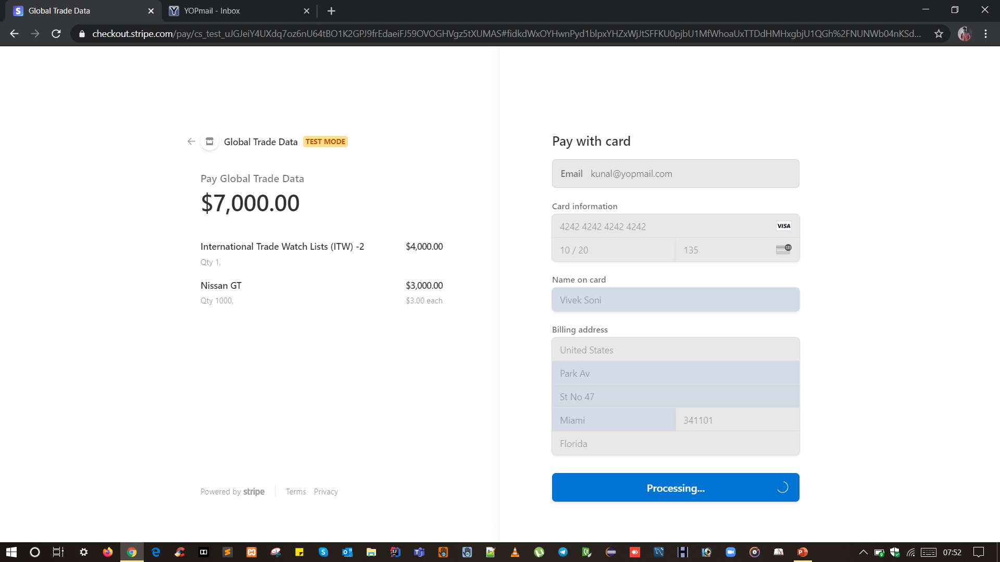 Global Trade Data
YOPmail - Inbox
checkout.stripe.com/pay/cs_test_uJGJeiY4UXdq7oz6nU64tBO1K2GPJ9frEdaeiFJ59OVOGHVgz5tXUMAS#fidkdWxOYHwnPyd1blpxYHZxWjJtSFFKU0pjbU1MfWhoaUxTTDdHMHxgbjU1QGh%2FNUNWb04nKSd...
Global Trade Data TEST MODE
Pay Global Trade Data
$7,000.00
International Trade Watch Lists (ITW) -2 $4,000.00
Qty 1,
Nissan GT $3,000.00
Qty 1000, $3.00 each
Powered by stripe Terms Privacy
Pay with card
Email kunal@yopmail.com
Card information
4242 4242 4242 4242 VISA
10 / 20 135
Name on card
Vivek Soni
Billing address
United States
Park Av
St No 47
Miami 341101
Florida
Processing...
07:52